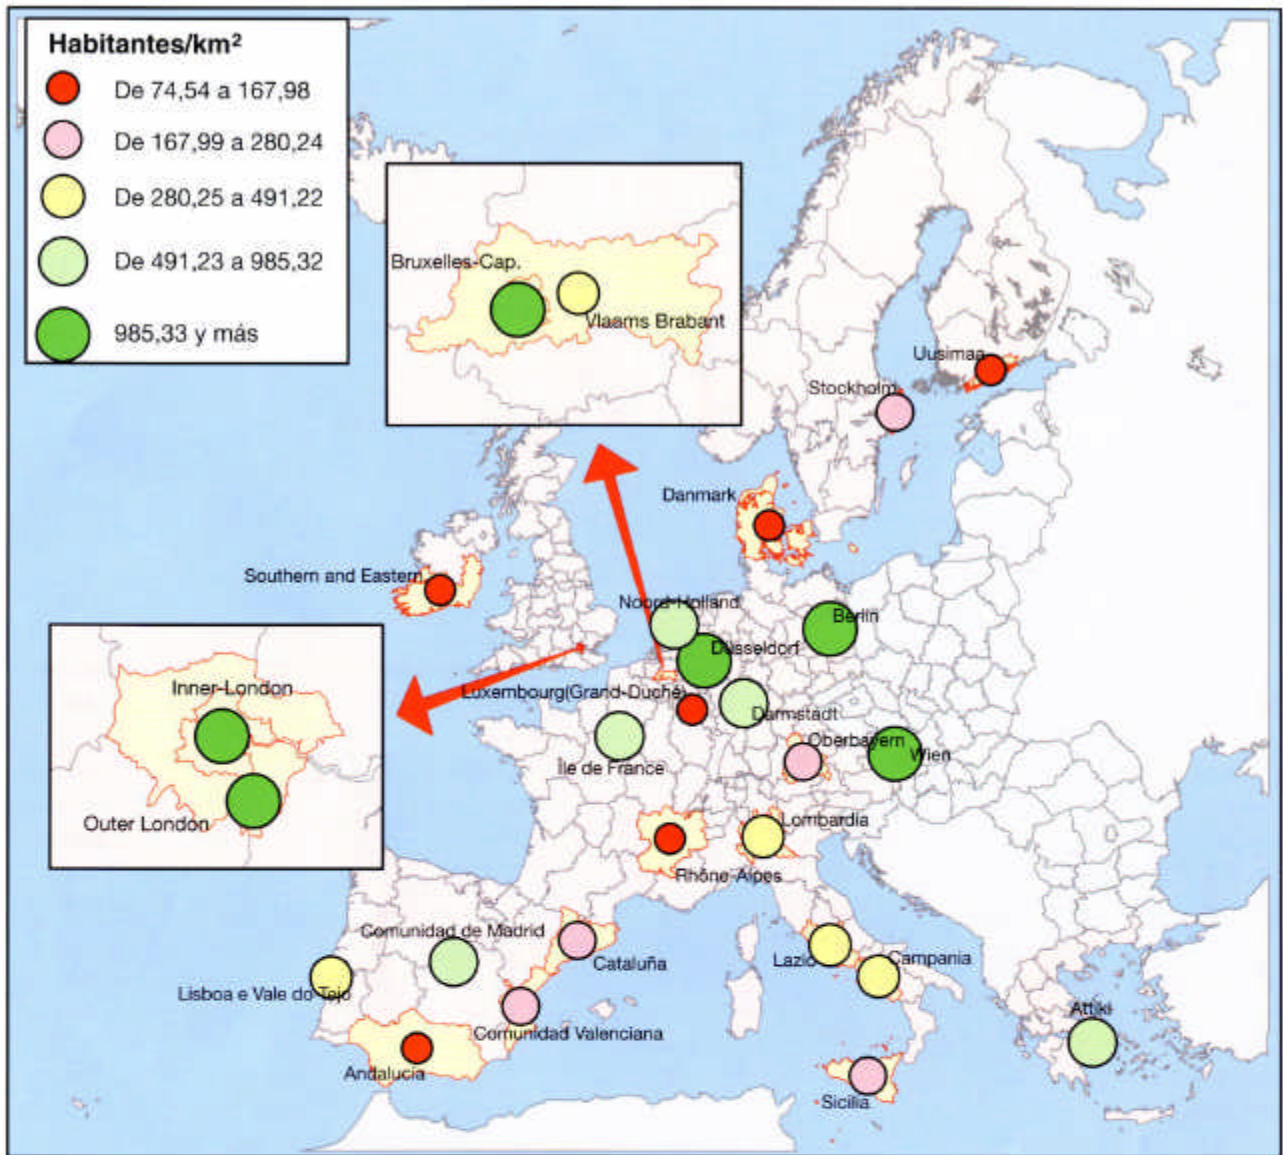 Habitantes/km²
De 74,54 a 167,98
De 167,99 a 280,24
De 280,25 a 491,22
De 491,23 a 985,32
985,33 y más
Bruxelles-Cap.
Vlaams Brabant
Uusimaa
Stockholm
Danmark
Southern and Eastern
Noord-Holland
Berlin
Düsseldorf
Inner-London
Luxembourg(Grand-Duché)
Darmstadt
Oberbayern
Wien
Île de France
Outer London
Lombardia
Rhône-Alpes
Comunidad de Madrid
Cataluña
Lazio
Campania
Lisboa e Vale do Tejo
Attiki
Comunidad Valenciana
Andalucía
Sicilia